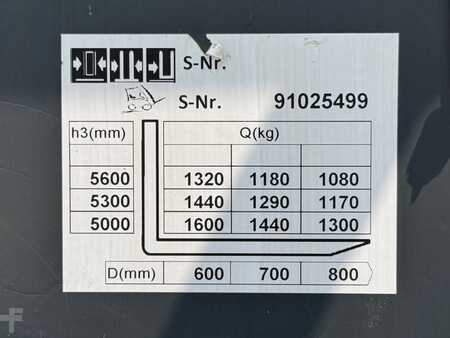 S-Nr.
S-Nr. 91025499
h3(mm) Q(kg)
5600 1320 1180 1080
5300 1440 1290 1170
5000 1600 1440 1300
D(mm) 600 700 800